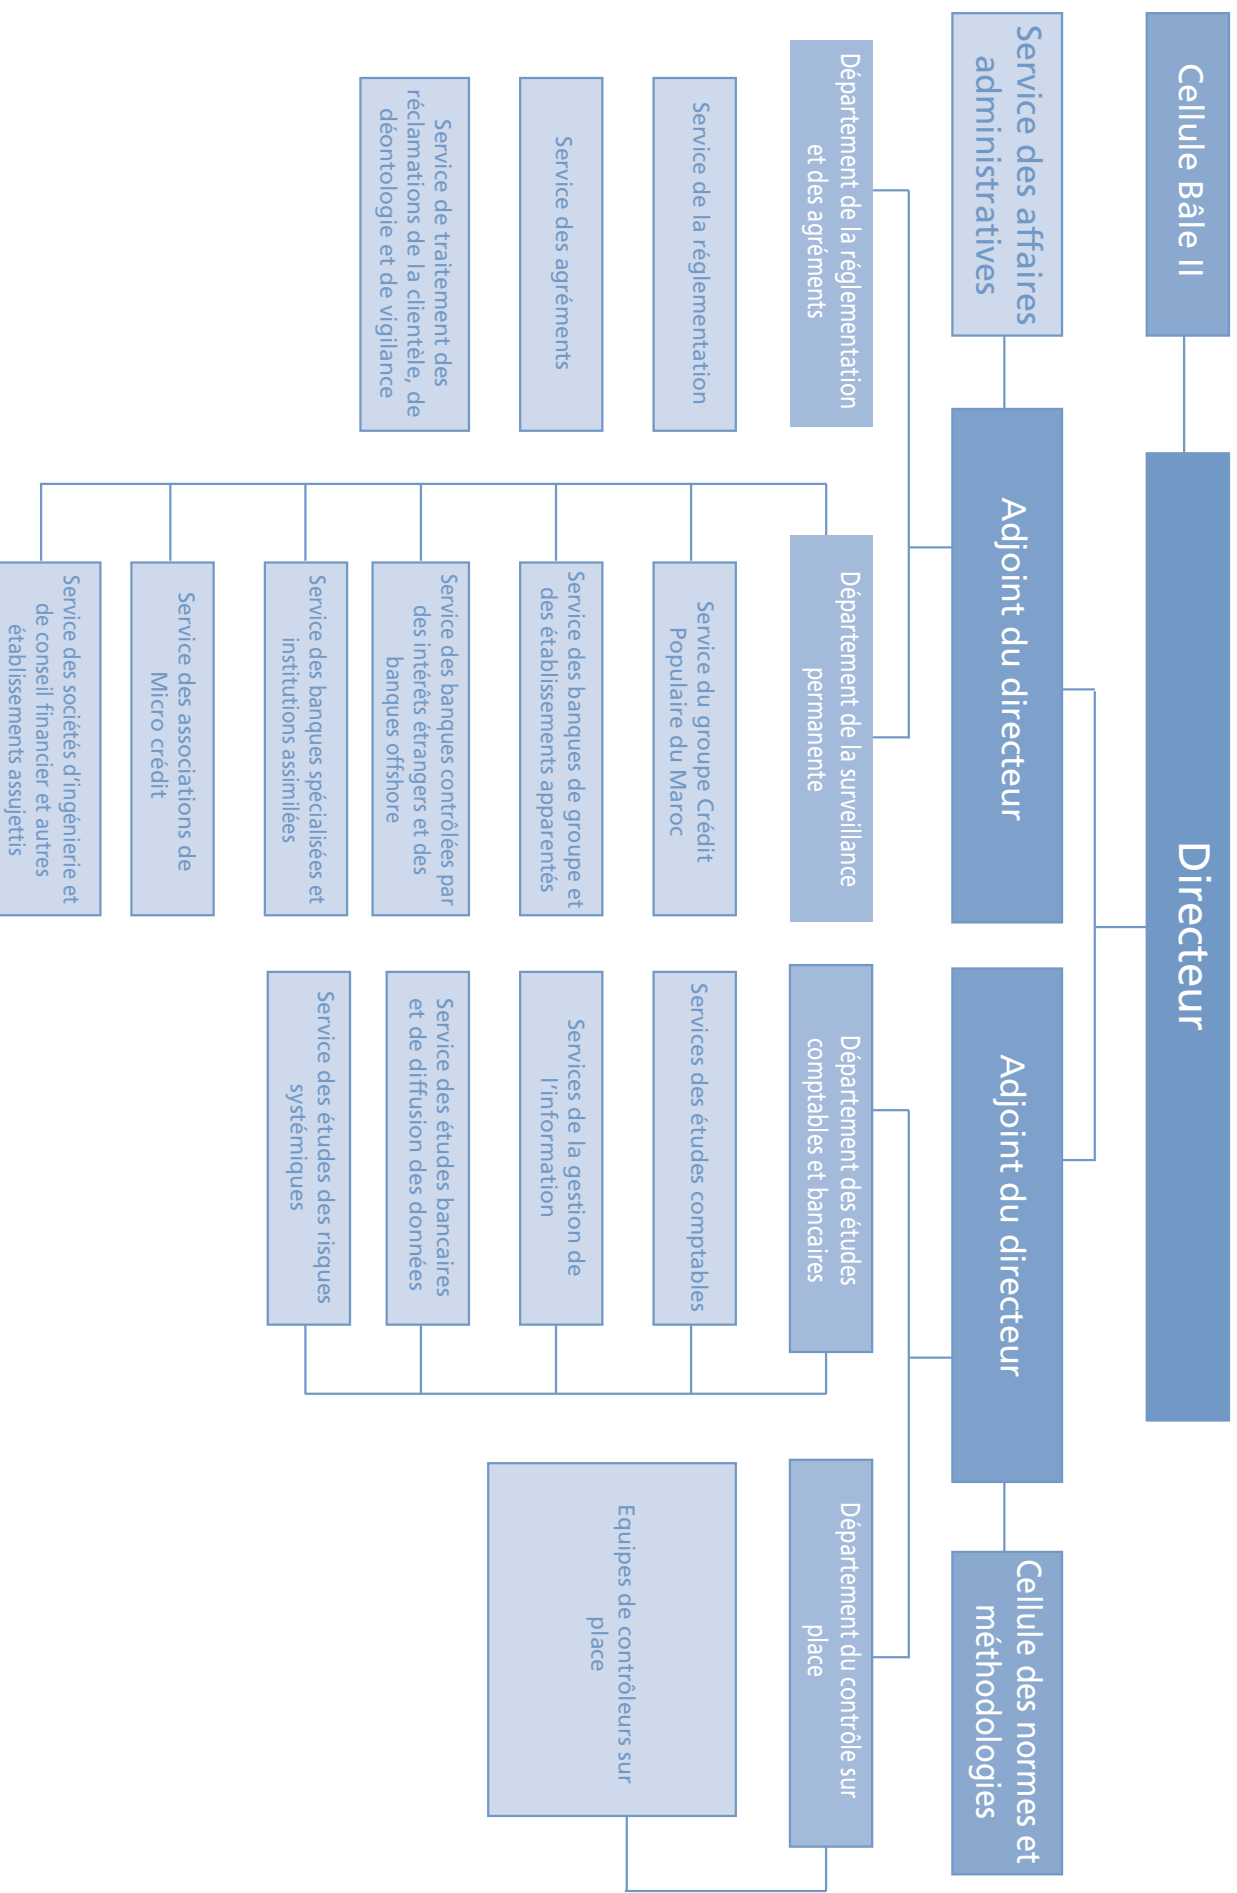 Cellule Bâle II
Directeur
Service des affaires
administratives
Adjoint du directeur
Adjoint du directeur
Cellule des normes et
méthodologies
Département de la réglementation
et des agréments
Département de la surveillance
permanente
Département des études
comptables et bancaires
Département du contrôle sur
place
Service de la réglementation
Service des agréments
Service de traitement des
réclamations de la clientèle, de
déontologie et de vigilance
Service du groupe Crédit
Populaire du Maroc
Service des banques de groupe et
des établissements apparentés
Service des banques contrôlées par
des intérêts étrangers et des
banques offshore
Service des banques spécialisées et
institutions assimilées
Service des associations de
Micro crédit
Service des sociétés d'ingénierie et
de conseil financier et autres
établissements assujettis
Services des études comptables
Services de la gestion de
l'information
Service des études bancaires
et de diffusion des données
Service des études des risques
systémiques
Equipes de contrôleurs sur
place